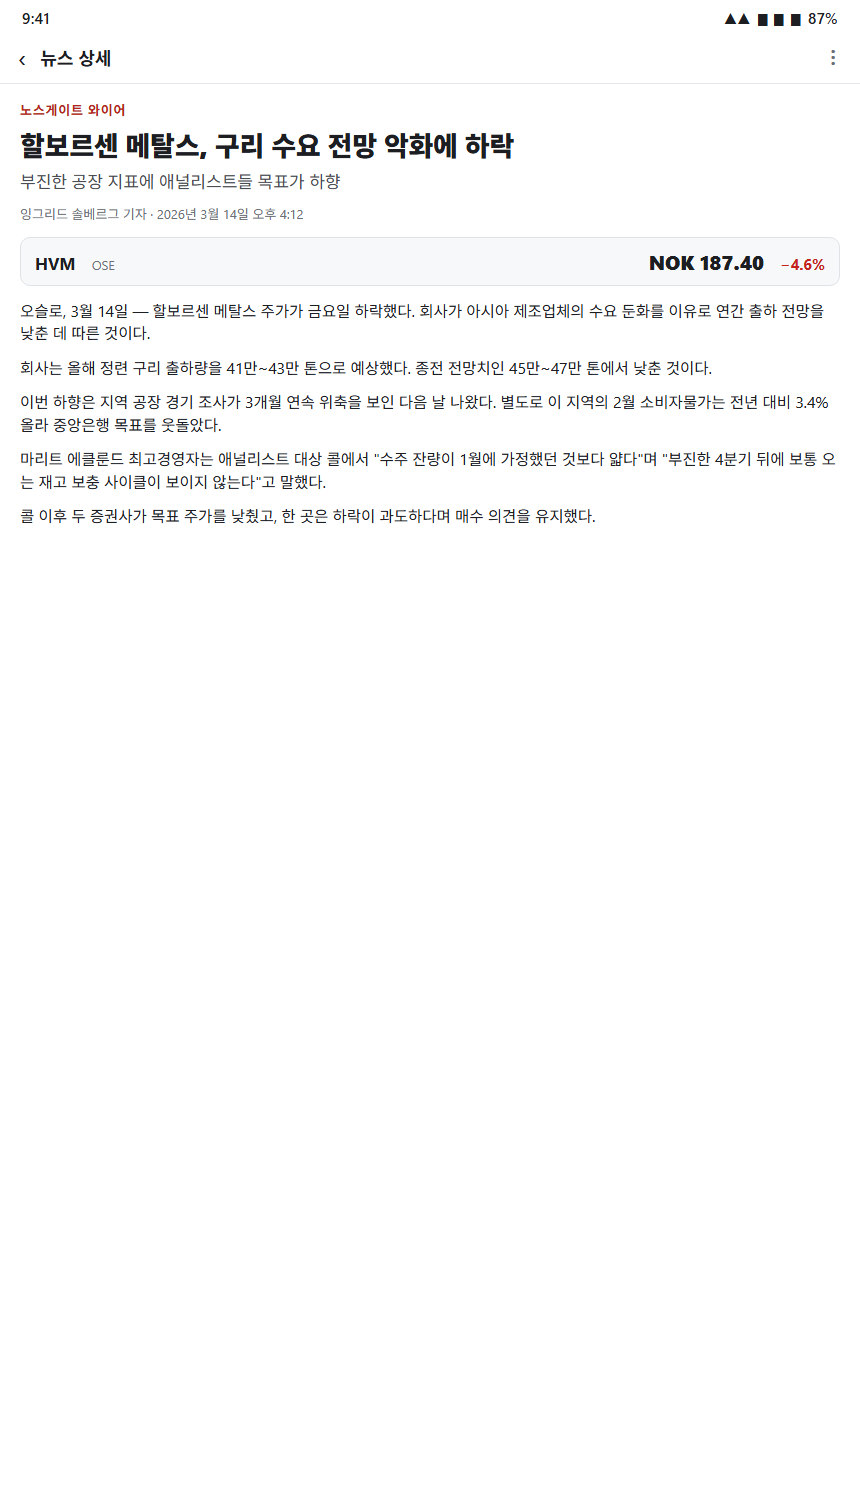 9:41
87%
‹ 뉴스 상세
노스게이트 와이어
할보르센 메탈스, 구리 수요 전망 악화에 하락
부진한 공장 지표에 애널리스트들 목표가 하향
잉그리드 솔베르그 기자 · 2026년 3월 14일 오후 4:12
HVM OSE NOK 187.40 −4.6%
오슬로, 3월 14일 — 할보르센 메탈스 주가가 금요일 하락했다. 회사가 아시아 제조업체의 수요 둔화를 이유로 연간 출하 전망을
낮춘 데 따른 것이다.
회사는 올해 정련 구리 출하량을 41만~43만 톤으로 예상했다. 종전 전망치인 45만~47만 톤에서 낮춘 것이다.
이번 하향은 지역 공장 경기 조사가 3개월 연속 위축을 보인 다음 날 나왔다. 별도로 이 지역의 2월 소비자물가는 전년 대비 3.4%
올라 중앙은행 목표를 웃돌았다.
마리트 에클룬드 최고경영자는 애널리스트 대상 콜에서 "수주 잔량이 1월에 가정했던 것보다 얇다"며 "부진한 4분기 뒤에 보통 오
는 재고 보충 사이클이 보이지 않는다"고 말했다.
콜 이후 두 증권사가 목표 주가를 낮췄고, 한 곳은 하락이 과도하다며 매수 의견을 유지했다.